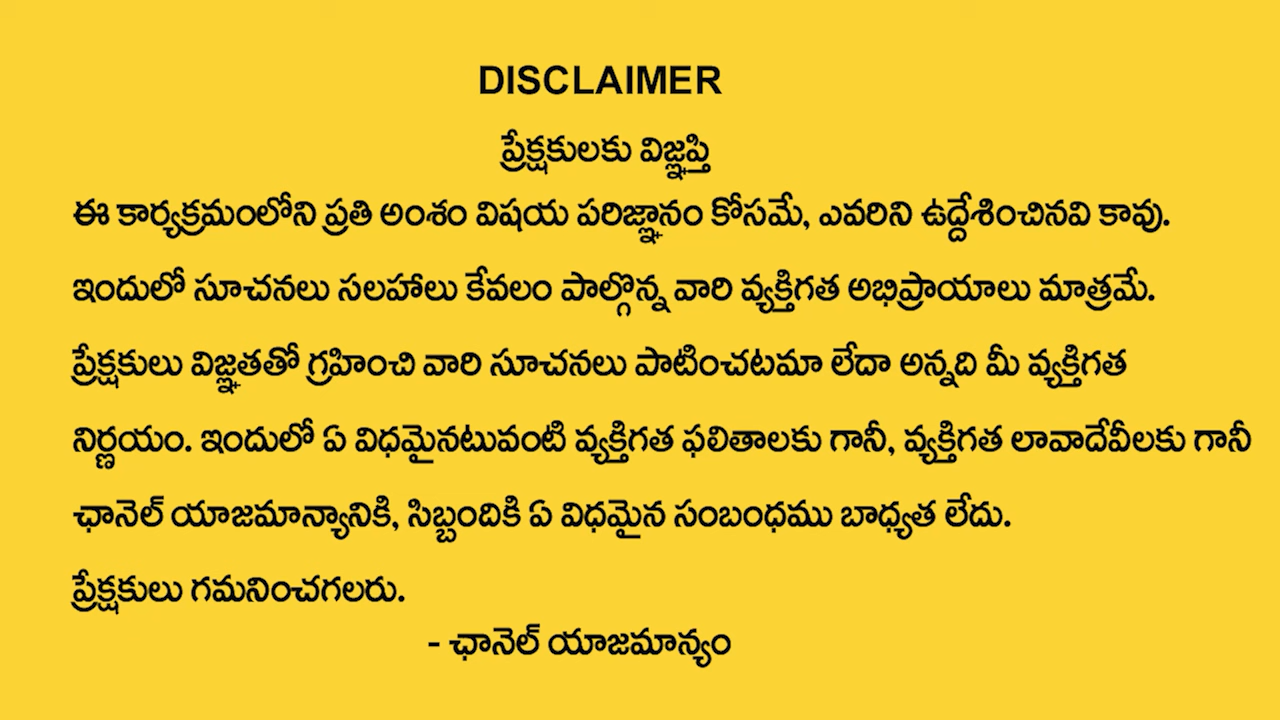 DISCLAIMER
ప్రేక్షకులకు విజ్ఞప్తి
ఈ కార్యక్రమంలోని ప్రతి అంశం విషయ పరిజ్ఞానం కోసమే, ఎవరిని ఉద్దేశించినవి కావు.
ఇందులో సూచనలు సలహాలు కేవలం పాల్గొన్న వారి వ్యక్తిగత అభిప్రాయాలు మాత్రమే.
ప్రేక్షకులు విజ్ఞతతో గ్రహించి వారి సూచనలు పాటించటమా లేదా అన్నది మీ వ్యక్తిగత
నిర్ణయం. ఇందులో ఏ విధమైనటువంటి వ్యక్తిగత ఫలితాలకు గానీ, వ్యక్తిగత లావాదేవీలకు గానీ
ఛానెల్ యాజమాన్యానికి, సిబ్బందికి ఏ విధమైన సంబంధము బాధ్యత లేదు.
ప్రేక్షకులు గమనించగలరు.
- ఛానెల్ యాజమాన్యం